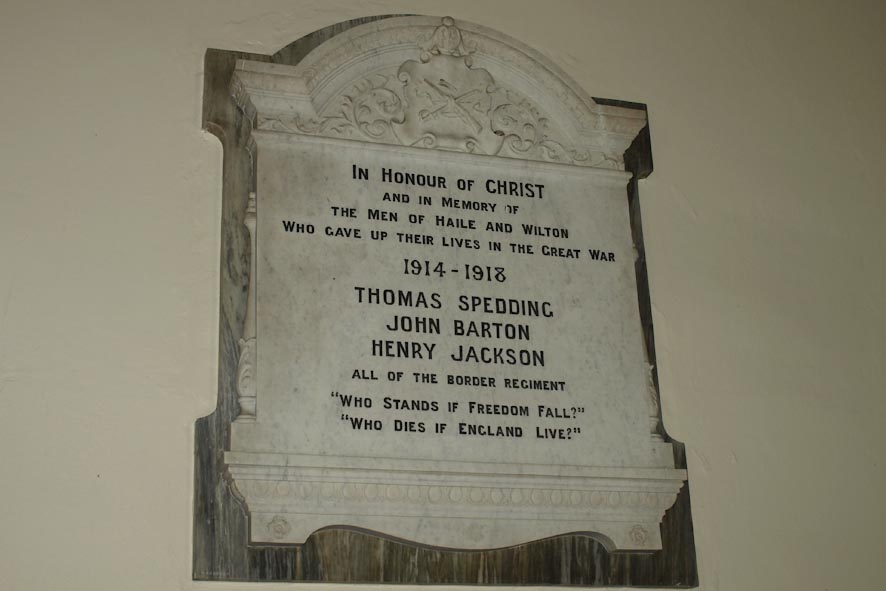 In Honour of CHRIST
and in Memory of
the Men of Haile and Wilton
Who gave up their lives in the Great War
1914-1918
THOMAS SPEDDING
JOHN BARTON
HENRY JACKSON
ALL OF THE BORDER REGIMENT
"Who Stands if Freedom Fall?"
"Who Dies if England Live?"